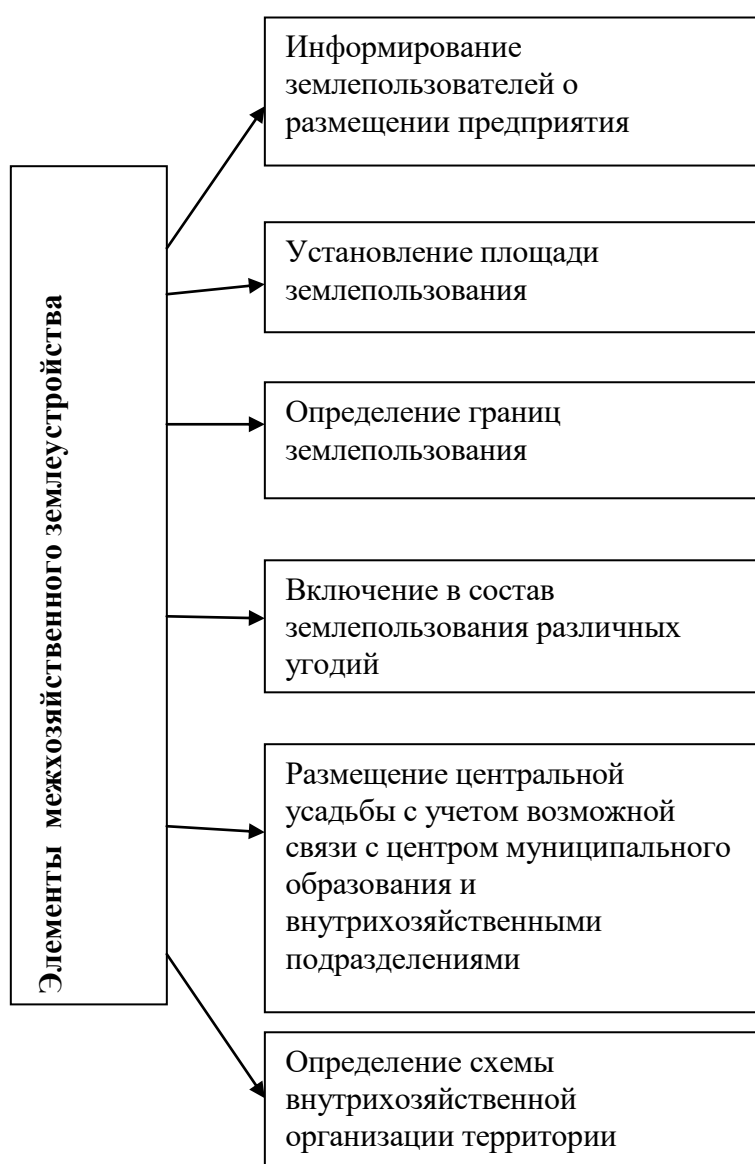 Информирование
землепользователей о
размещении предприятия
Элементы межхозяйственного землеустройства
Установление площади
землепользования
Определение границ
землепользования
Включение в состав
землепользования различных
угодий
Размещение центральной
усадьбы с учетом возможной
связи с центром муниципального
образования и
внутрихозяйственными
подразделениями
Определение схемы
внутрихозяйственной
организации территории